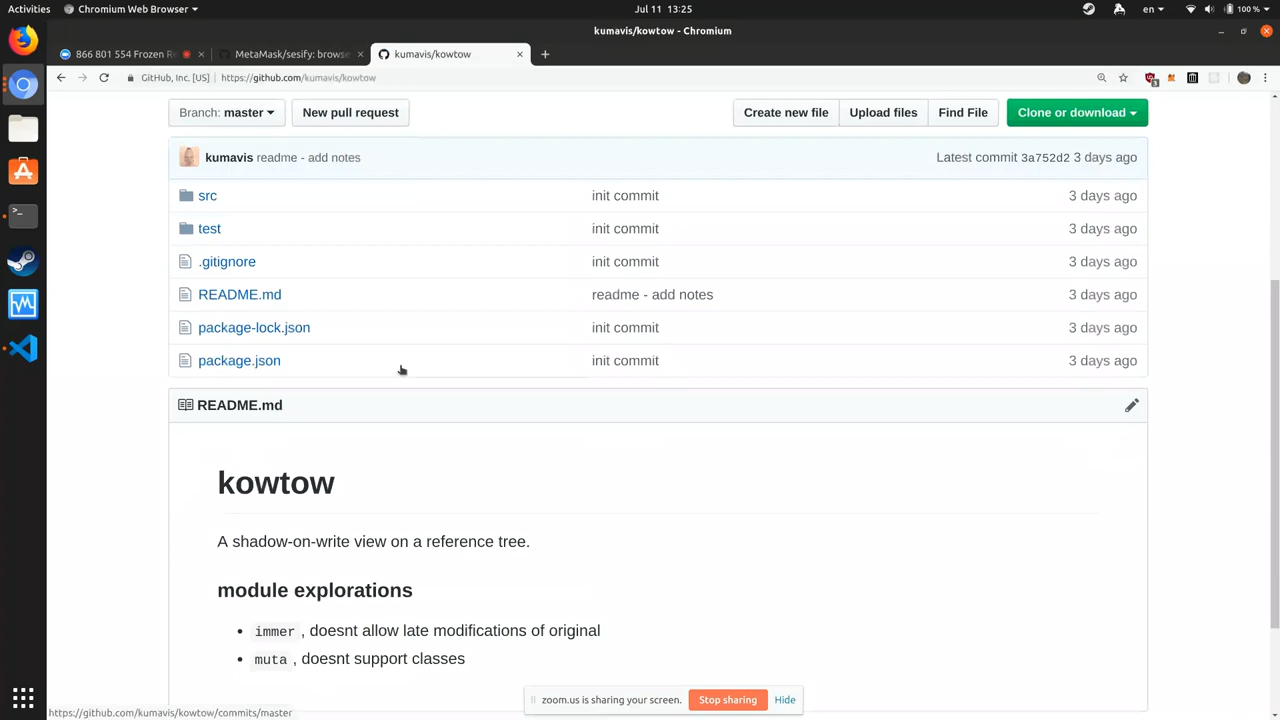 Activities
Chromium Web Browser
Jul 11 13:25
en
100 %
kumavis/kowtow - Chromium
866 801 554 Frozen Re
MetaMask/sesify: browse
kumavis/kowtow
GitHub, Inc. [US]
https://github.com/kumavis/kowtow
Branch: master
New pull request
Create new file
Upload files
Find File
Clone or download
kumavis readme - add notes
Latest commit 3a752d2 3 days ago
src
init commit
3 days ago
test
init commit
3 days ago
.gitignore
init commit
3 days ago
README.md
readme - add notes
3 days ago
package-lock.json
init commit
3 days ago
package.json
init commit
3 days ago
README.md
kowtow
A shadow-on-write view on a reference tree.
module explorations
• immer , doesnt allow late modifications of original
• muta , doesnt support classes
zoom.us is sharing your screen.
Stop sharing
Hide
https://github.com/kumavis/kowtow/commits/master